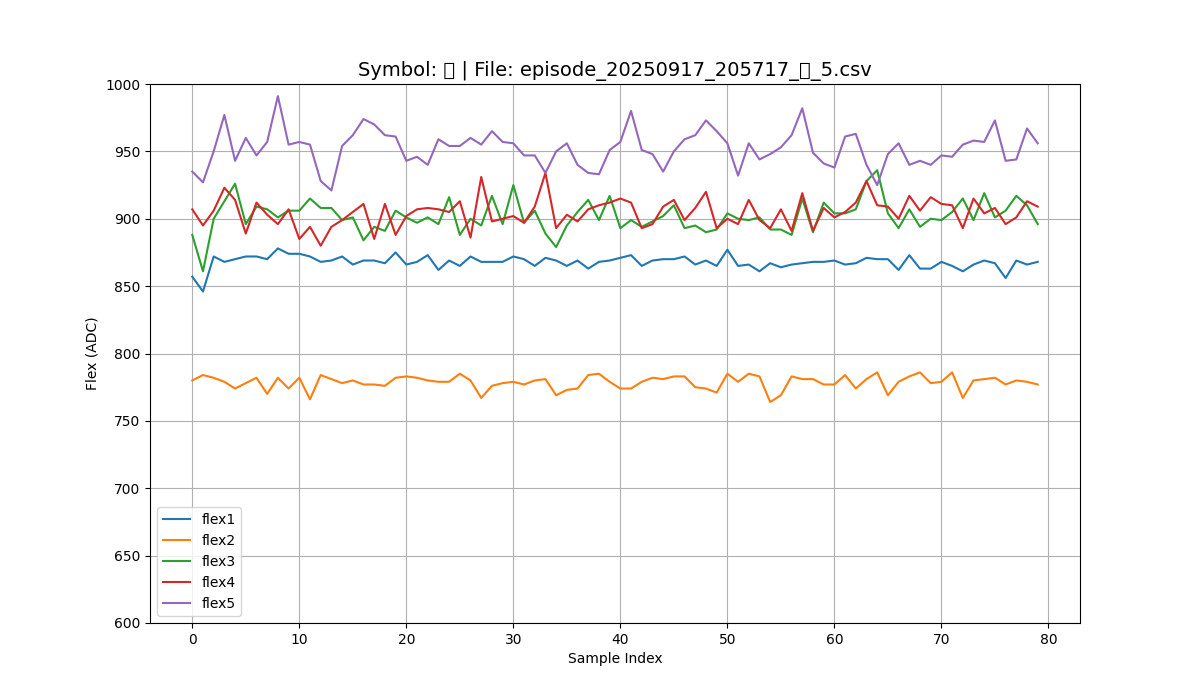 Symbol: | File: episode_20250917_205717_ _5.csv
1000
950
900
850
800
750
700
650
600
Flex (ADC)
flex1
flex2
flex3
flex4
flex5
0 10 20 30 40 50 60 70 80
Sample Index